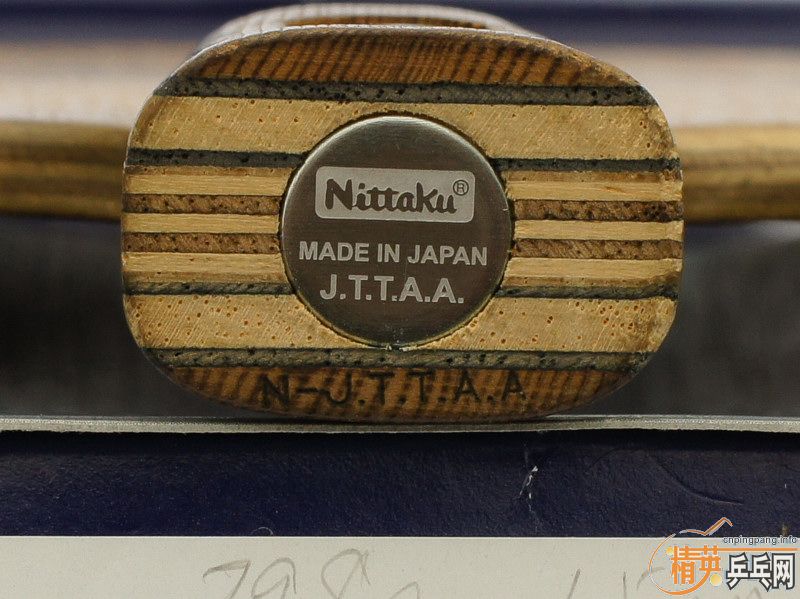 Nittaku®
MADE IN JAPAN
J.T.T.A.A.
N-J.T.T.A.A
cnpingpang.info
精英乒乓网